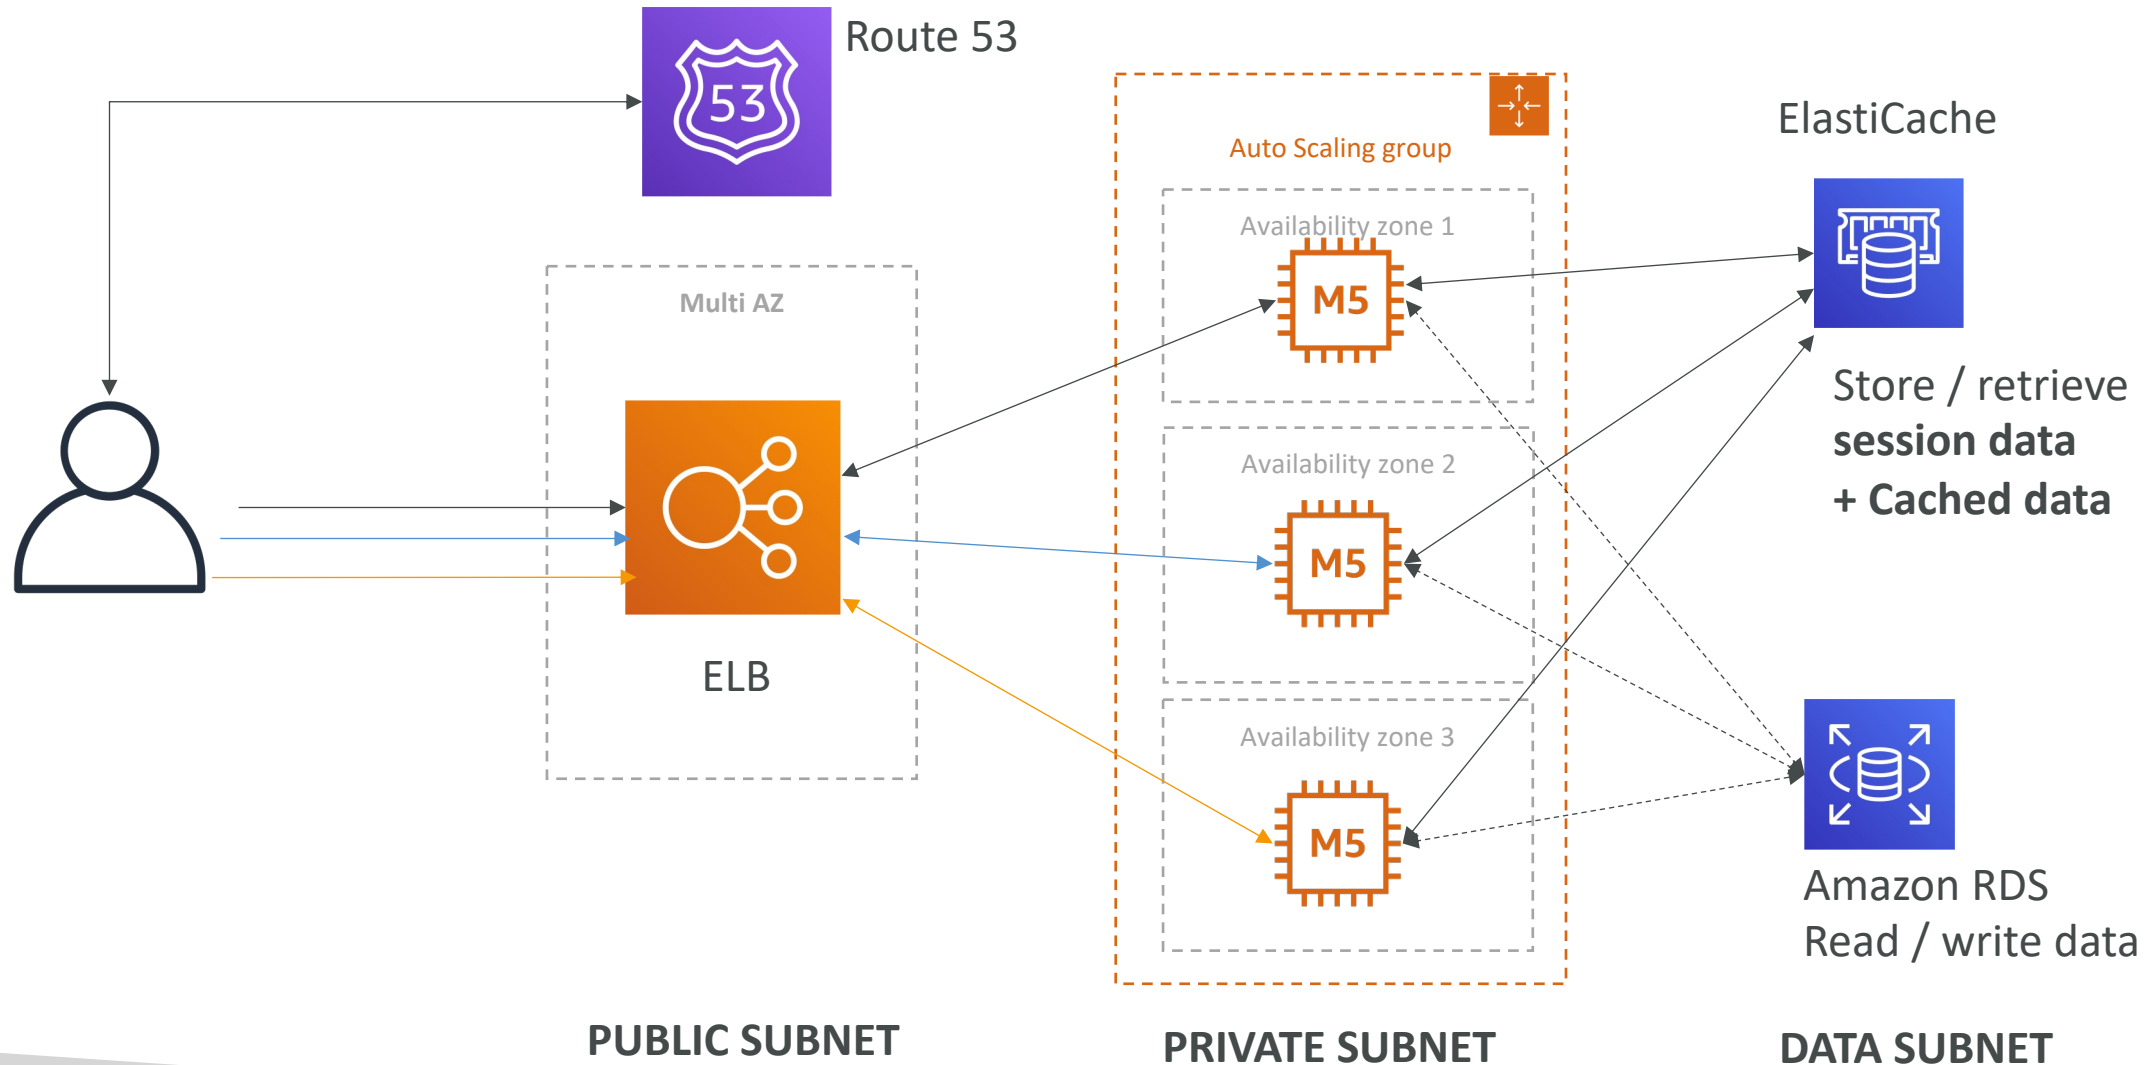 Route 53
53
Multi AZ
ELB
Auto Scaling group
Availability zone 1
M5
Availability zone 2
M5
Availability zone 3
M5
ElastiCache
Store / retrieve
session data
+ Cached data
Amazon RDS
Read / write data
PUBLIC SUBNET
PRIVATE SUBNET
DATA SUBNET